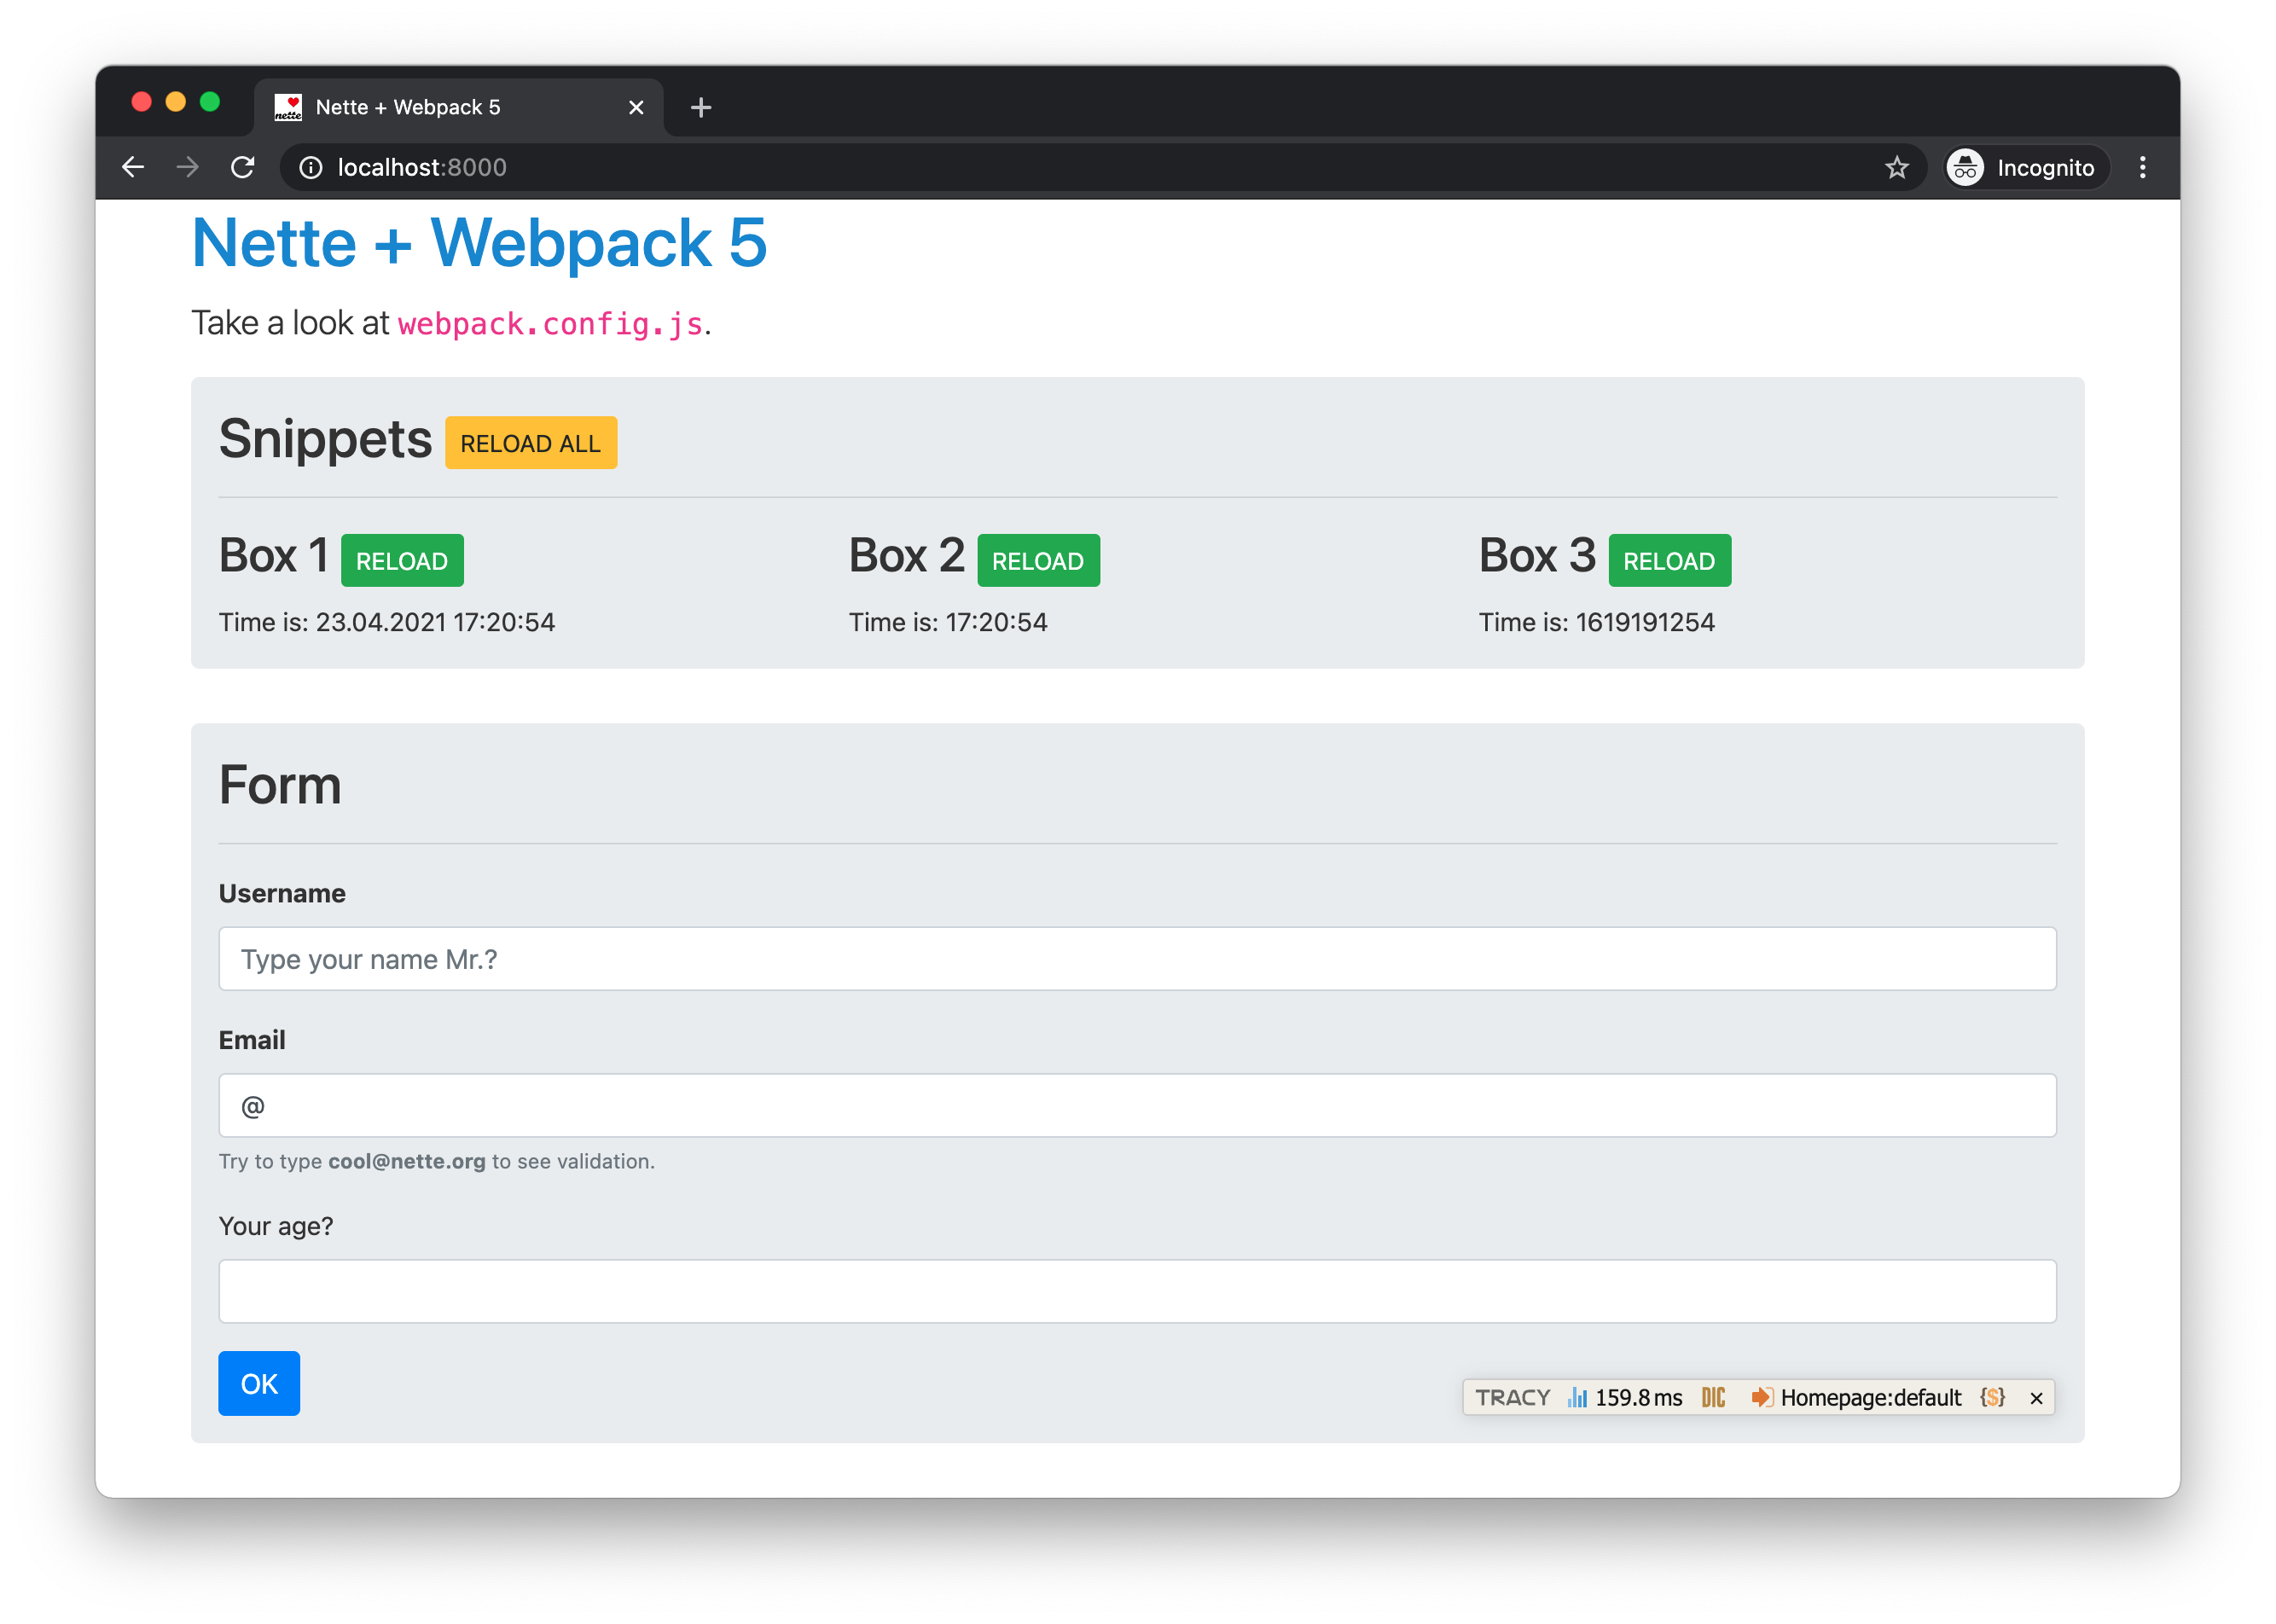 nette
Nette + Webpack 5
localhost:8000
Incognito
Nette + Webpack 5
Take a look at webpack.config.js.
Snippets RELOAD ALL
Box 1 RELOAD
Time is: 23.04.2021 17:20:54
Box 2 RELOAD
Time is: 17:20:54
Box 3 RELOAD
Time is: 1619191254
Form
Username
Type your name Mr.?
Email
@
Try to type cool@nette.org to see validation.
Your age?
OK
TRACY 159.8 ms DIC Homepage:default {$}